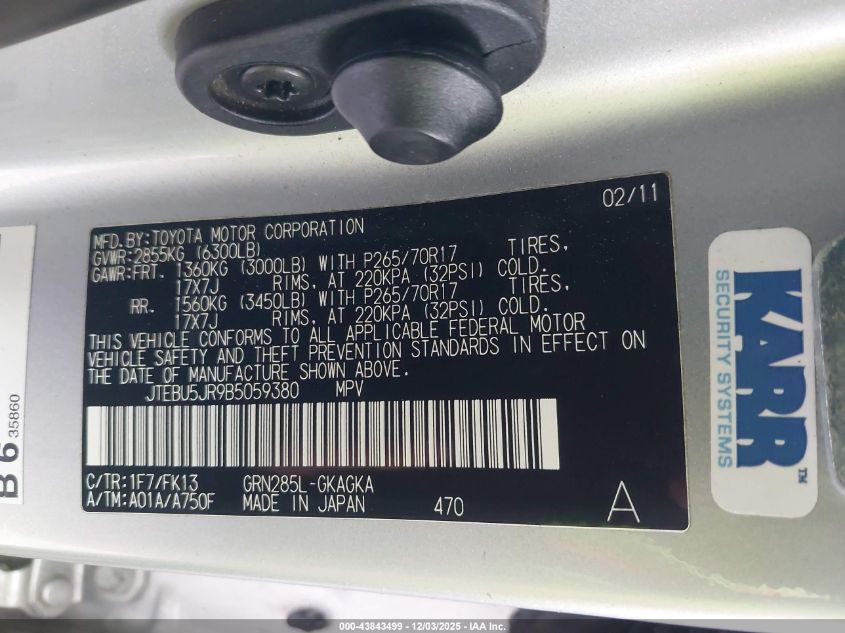 02/11
MFD.BY:TOYOTA MOTOR CORPORATION
GVWR:2855KG (6300LB)
GAWR:FRT. 1360KG (3000LB) WITH P265/70R17 TIRES,
17X7J RIMS, AT 220KPA (32PSI) COLD.
RR. 1560KG (3450LB) WITH P265/70R17 TIRES,
17X7J RIMS, AT 220KPA (32PSI) COLD.
THIS VEHICLE CONFORMS TO ALL APPLICABLE FEDERAL MOTOR
VEHICLE SAFETY AND THEFT PREVENTION STANDARDS IN EFFECT ON
THE DATE OF MANUFACTURE SHOWN ABOVE.
JTEBU5JR9B5059380 MPV
C/TR:1F7/FK13 GRN285L-GKAGKA
A/TM:A01A/A750F MADE IN JAPAN 470 A
KARR TM
SECURITY SYSTEMS
B 6 35860
000-43843499 - 12/03/2025 - IAA Inc.